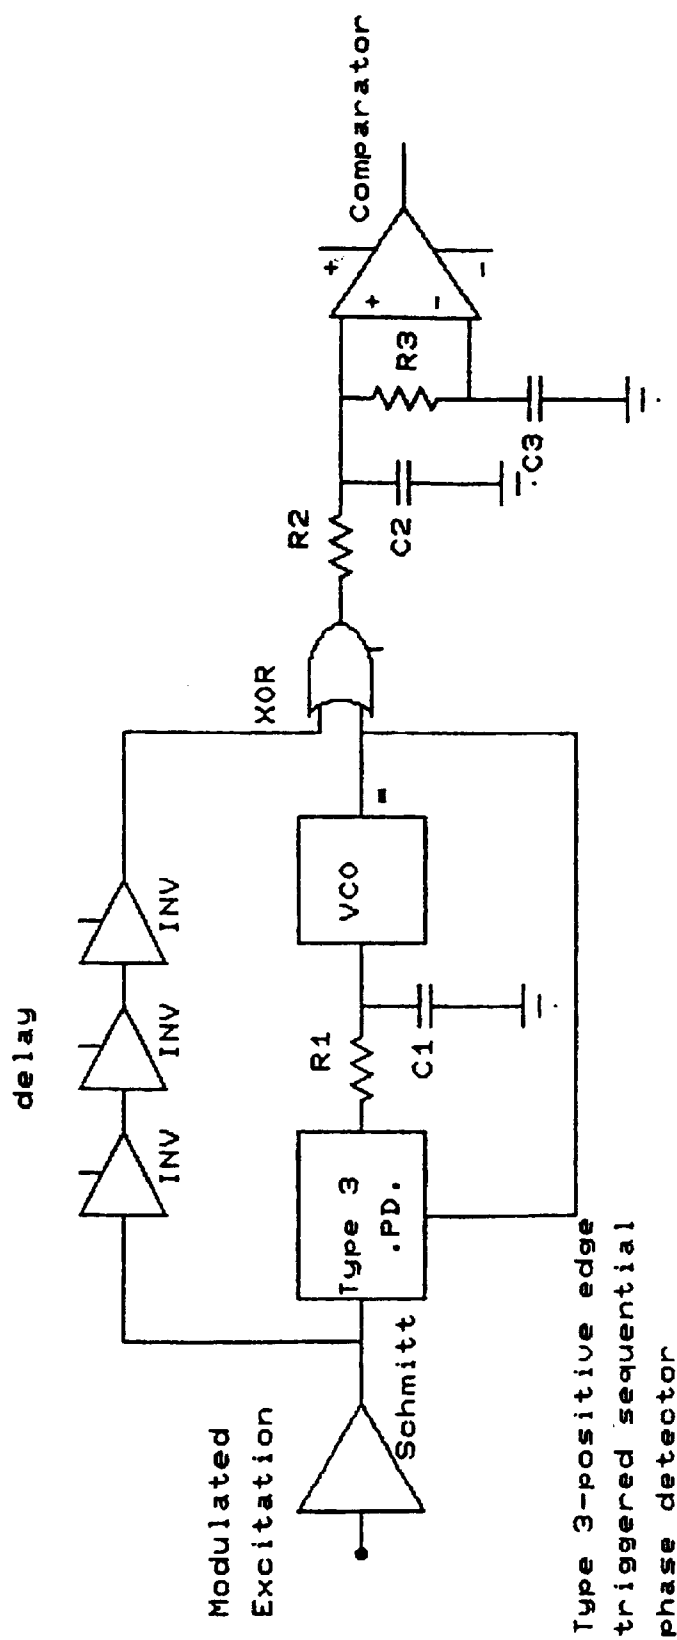 delay
INV
INV
INV
Modulated
Excitation
Schmitt
Type 3
.PD.
R1
C1
VCO
-
XOR
R2
C2
R3
C3
+
-
+
-
Comparator
Type 3-positive edge
triggered sequential
phase detector